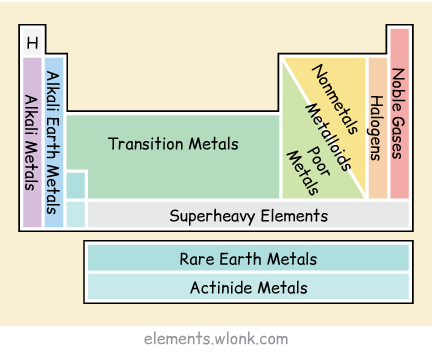 H
Alkali Metals
Alkali Earth Metals
Transition Metals
Nonmetals
Metalloids
Poor
Metals
Halogens
Noble Gases
Superheavy Elements
Rare Earth Metals
Actinide Metals
elements.wlonk.com